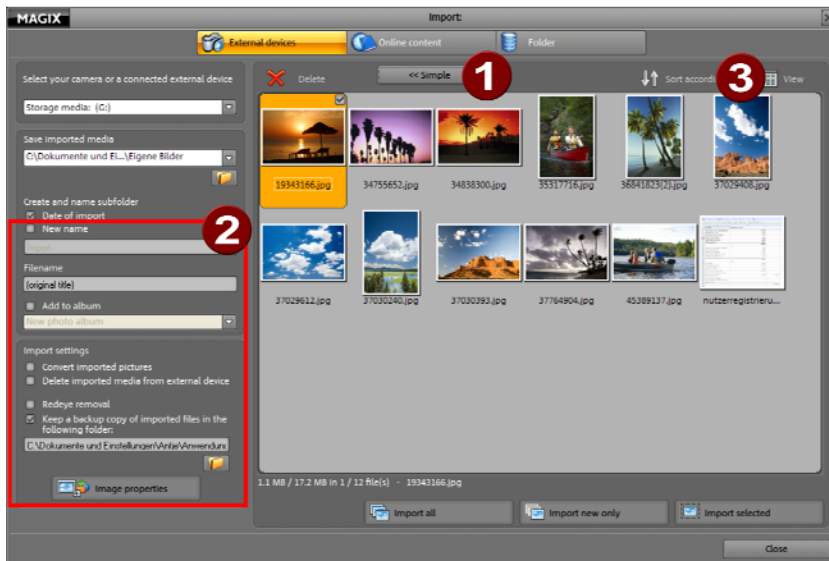 MAGIX
Import:
External devices
Online content
Folder
Select your camera or a connected external device
Storage media: (G:)
Save imported media
C:\Dokumente und Ei...\Eigene Bilder
Create and name subfolder
Date of import
New name
2
Filename
(original title)
Add to album
New photo album
Import settings
Convert imported pictures
Delete imported media from external device
Redeye removal
Keep a backup copy of imported files in the
following folder:
C:\Dokumente und Einstellungen\Antje\Anwendun
Image properties
Delete
<< Simple
1
Sort accordi
3
View
19343166.jpg
34755652.jpg
34838300.jpg
35317716.jpg
36841823(2).jpg
37029408.jpg
37029612.jpg
37030240.jpg
37030393.jpg
37764904.jpg
45389137.jpg
nutzerregistrieru...
1.1 MB / 17.2 MB in 1 / 12 file(s) - 19343166.jpg
Import all
Import new only
Import selected
Close